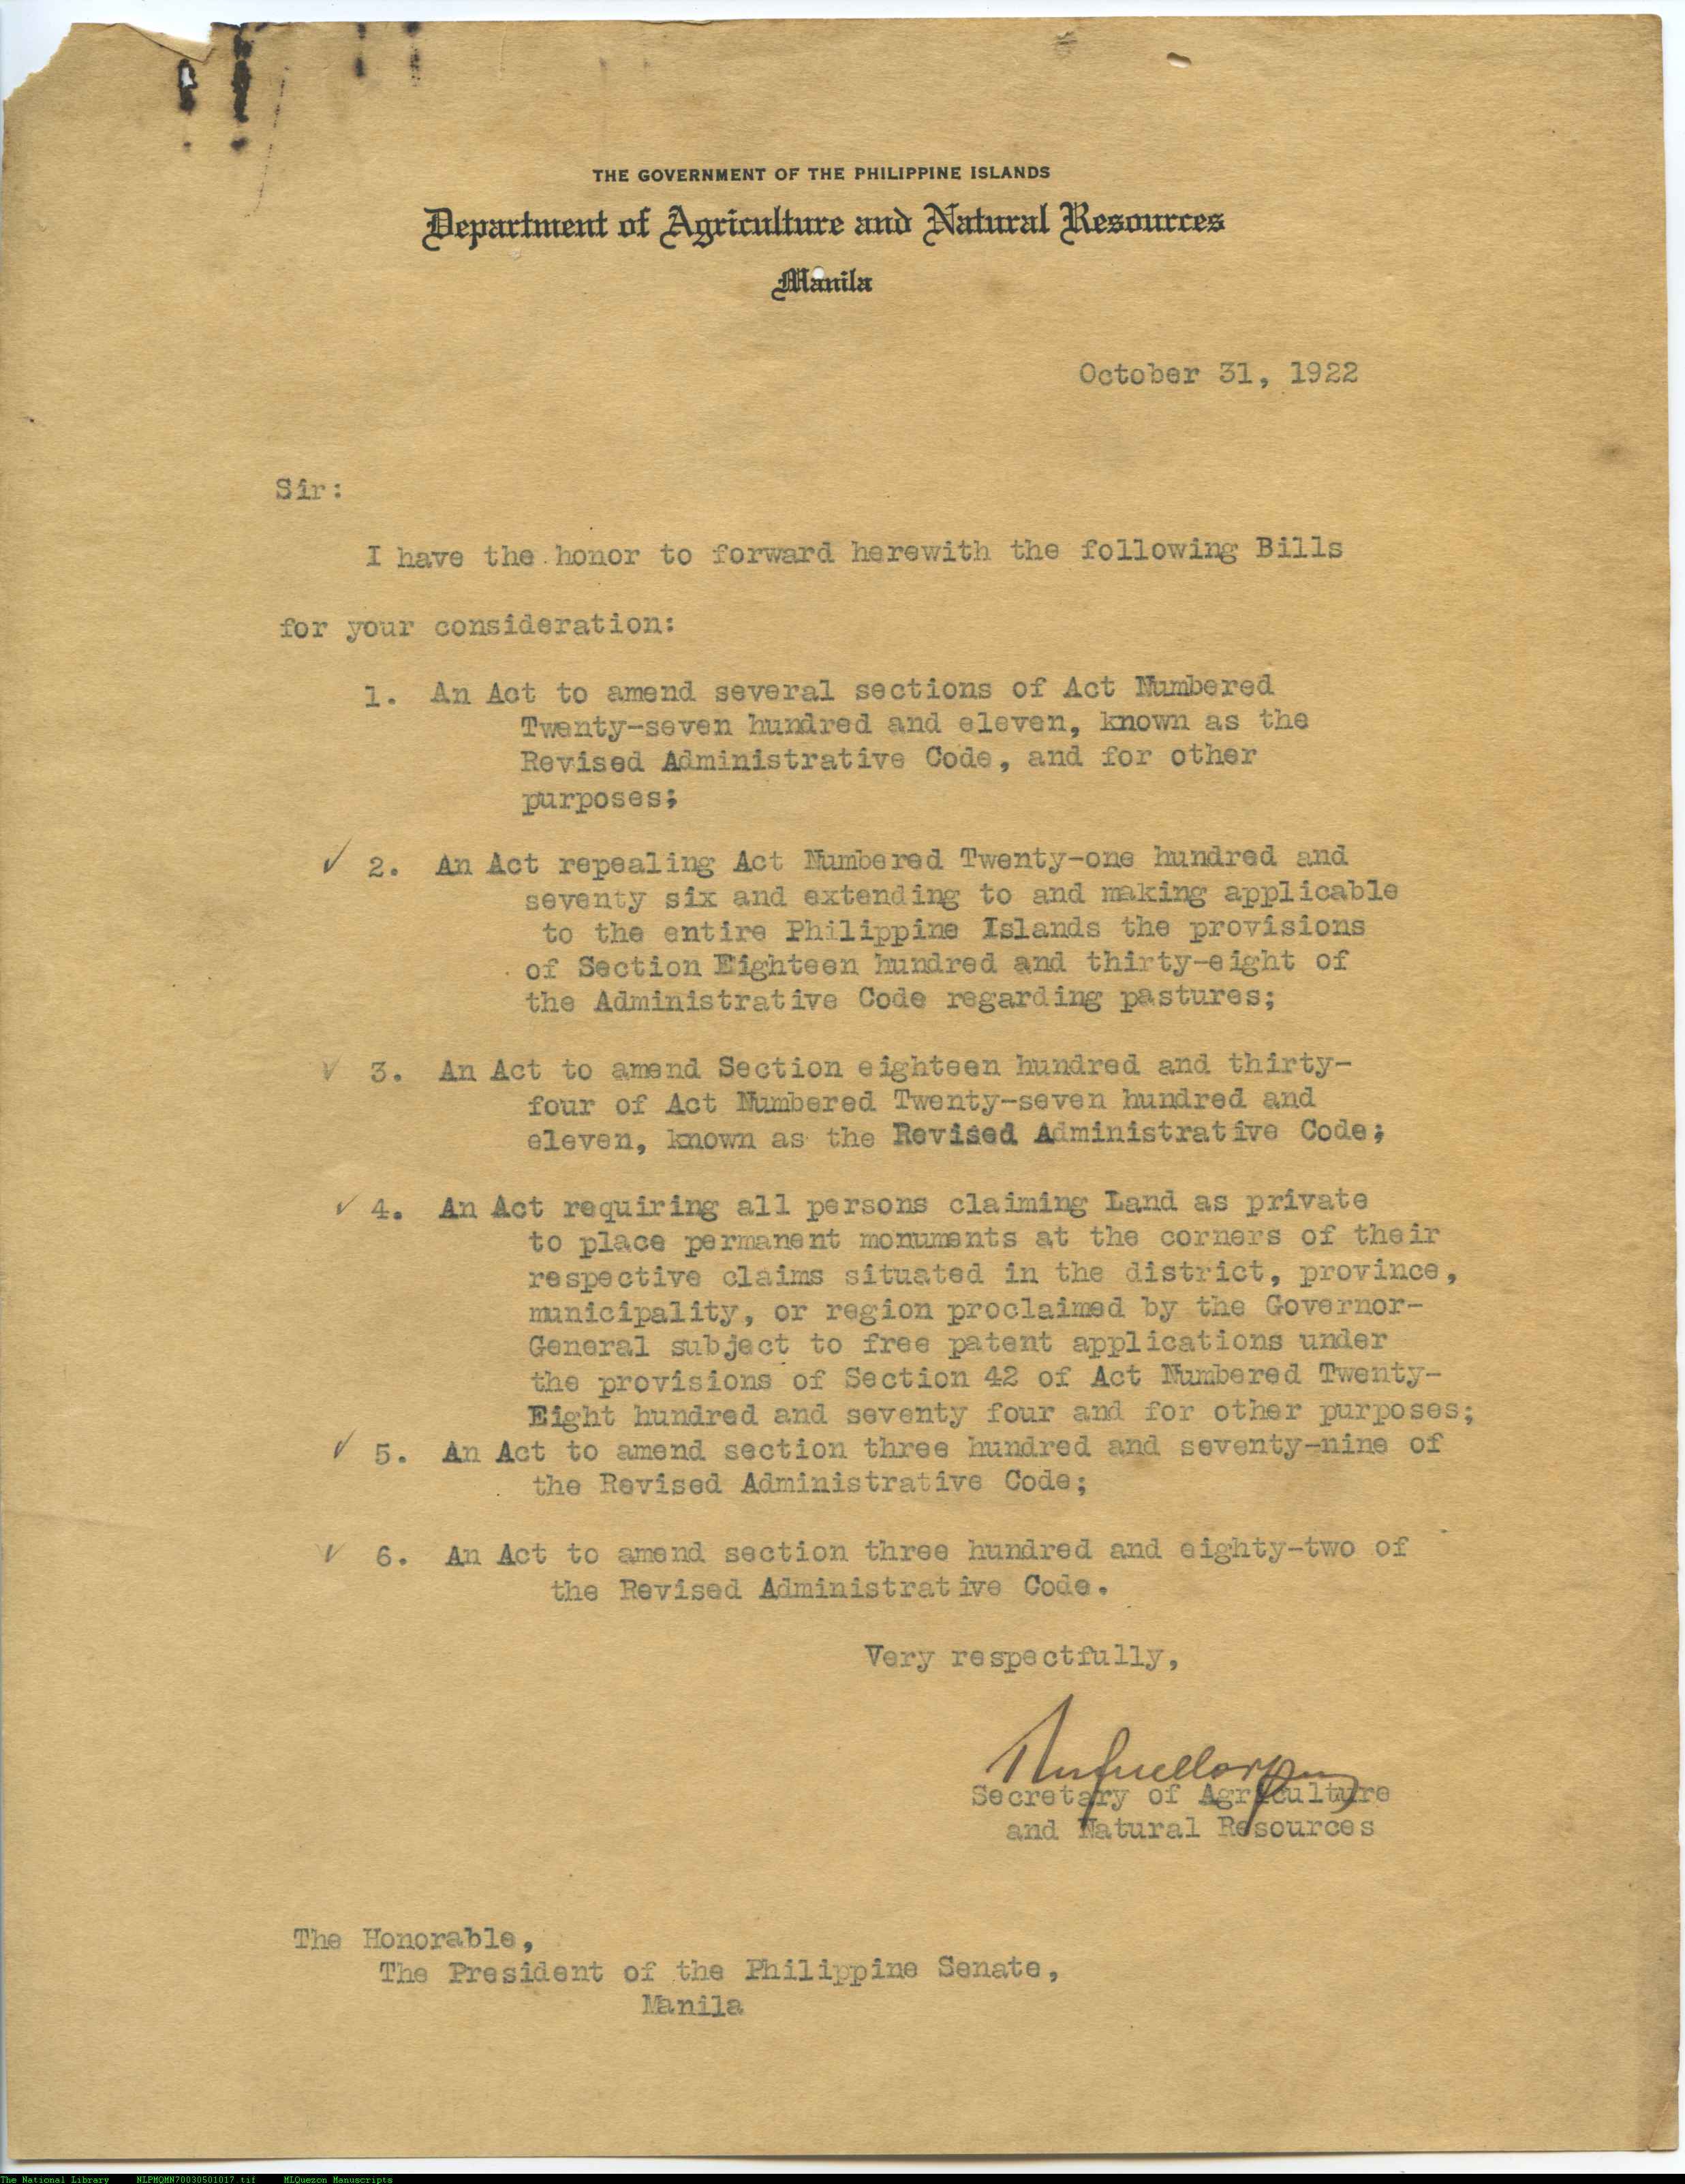 THE GOVERNMENT OF THE PHILIPPINE ISLANDS
Department of Agriculture and Natural Resources
Manila
October 31, 1922
Sir:
I have the honor to forward herewith the following Bills
for your consideration:
1. An Act to amend several sections of Act Numbered
Twenty-seven hundred and eleven, known as the
Revised Administrative Code, and for other
purposes;
✓ 2. An Act repealing Act Numbered Twenty-one hundred and
seventy six and extending to and making applicable
to the entire Philippine Islands the provisions
of Section Eighteen hundred and thirty-eight of
the Administrative Code regarding pastures;
✓ 3. An Act to amend Section eighteen hundred and thirty-
four of Act Numbered Twenty-seven hundred and
eleven, known as the Revised Administrative Code;
✓ 4. An Act requiring all persons claiming Land as private
to place permanent monuments at the corners of their
respective claims situated in the district, province,
municipality, or region proclaimed by the Governor-
General subject to free patent applications under
the provisions of Section 42 of Act Numbered Twenty-
Eight hundred and seventy four and for other purposes;
✓ 5. An Act to amend section three hundred and seventy-nine of
the Revised Administrative Code;
✓ 6. An Act to amend section three hundred and eighty-two of
the Revised Administrative Code.
Very respectfully,
Secretary of Agriculture
and Natural Resources
The Honorable,
The President of the Philippine Senate,
Manila
The National Library NLPMQMN70030501017.tif MLQuezon Manuscripts